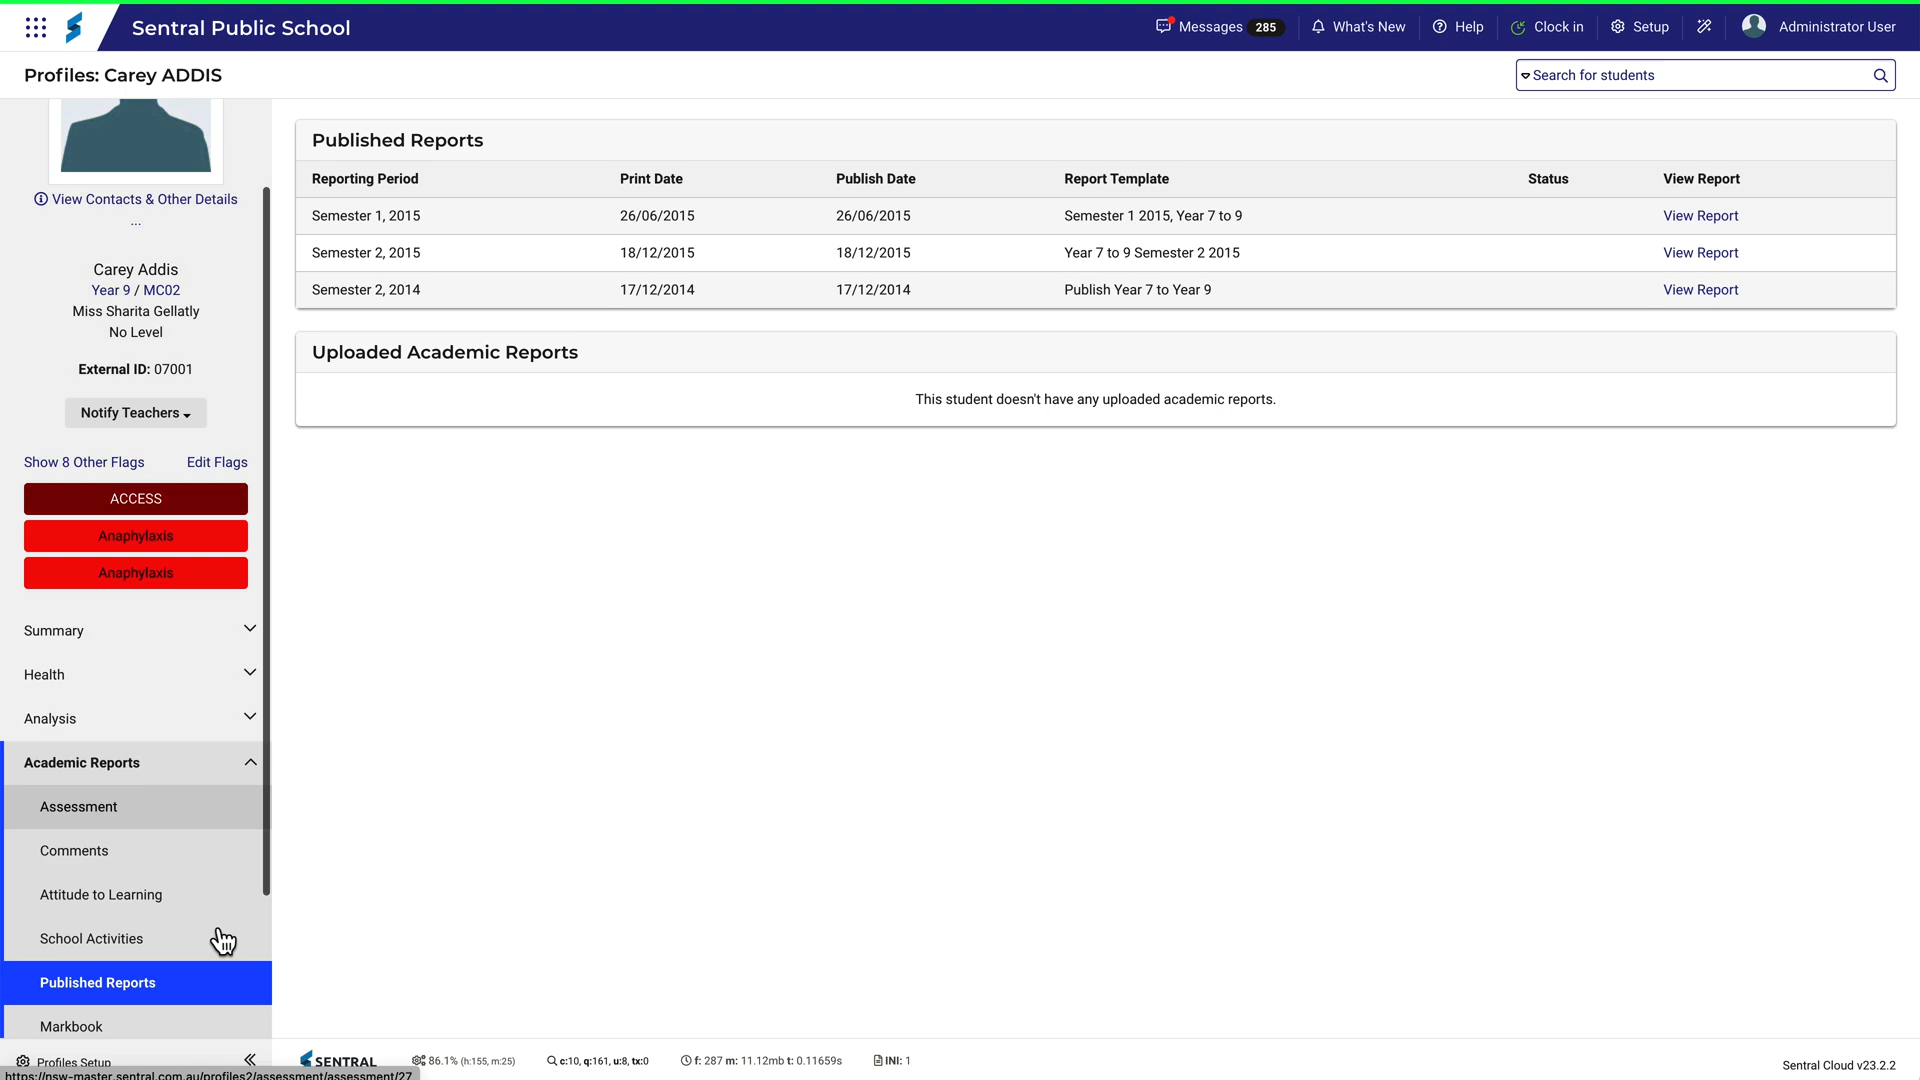 Sentral Public School
Messages 285
What's New
Help
Clock in
Setup
Administrator User
Profiles: Carey ADDIS
Search for students
View Contacts & Other Details
...
Carey Addis
Year 9 / MC02
Miss Sharita Gellatly
No Level
External ID: 07001
Notify Teachers
Show 8 Other Flags
Edit Flags
ACCESS
Anaphylaxis
Anaphylaxis
Summary
Health
Analysis
Academic Reports
Assessment
Comments
Attitude to Learning
School Activities
Published Reports
Markbook
Profiles Setup
https://nsw-master.sentral.com.au/profiles2/assessment/assessment/27
Published Reports
Reporting Period Print Date Publish Date Report Template Status View Report
Semester 1, 2015 26/06/2015 26/06/2015 Semester 1 2015, Year 7 to 9 View Report
Semester 2, 2015 18/12/2015 18/12/2015 Year 7 to 9 Semester 2 2015 View Report
Semester 2, 2014 17/12/2014 17/12/2014 Publish Year 7 to Year 9 View Report
Uploaded Academic Reports
This student doesn't have any uploaded academic reports.
SENTRAL
86.1% (h:155, m:25)
c:10, q:161, u:8, tx:0
f: 287 m: 11.12mb t: 0.11659s
INI: 1
Sentral Cloud v23.2.2